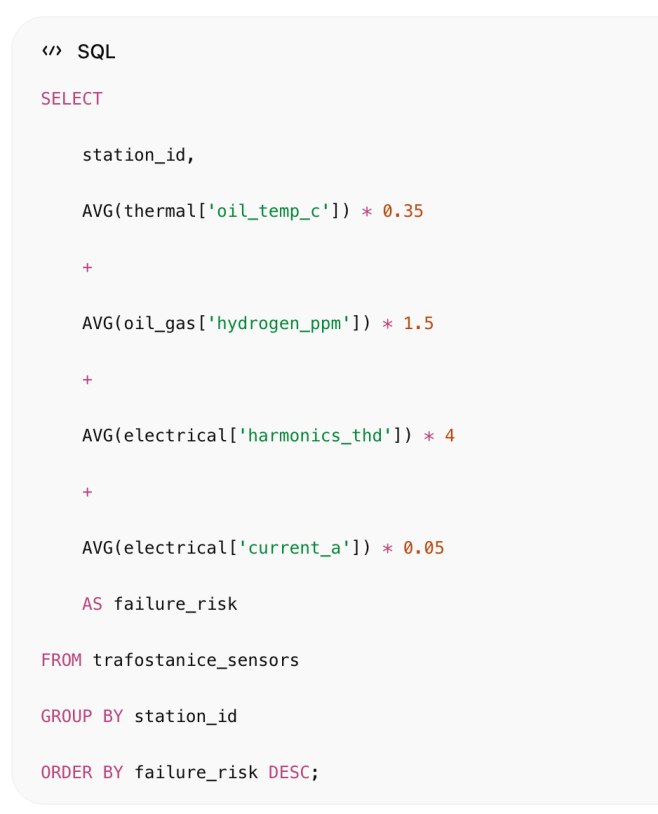 SQL
SELECT
station_id,
AVG(thermal['oil_temp_c']) * 0.35
+
AVG(oil_gas['hydrogen_ppm']) * 1.5
+
AVG(electrical['harmonics_thd']) * 4
+
AVG(electrical['current_a']) * 0.05
AS failure_risk
FROM trafostanice_sensors
GROUP BY station_id
ORDER BY failure_risk DESC;